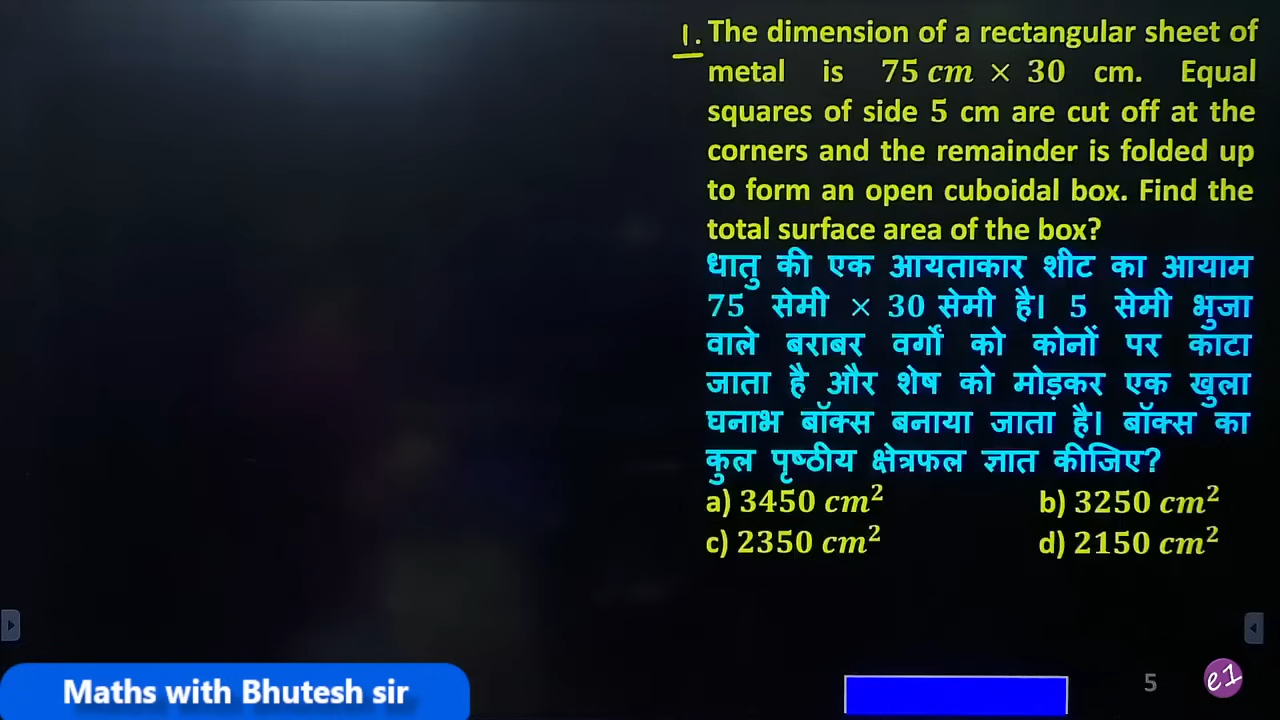 1. The dimension of a rectangular sheet of
metal is 75 cm × 30 cm. Equal
squares of side 5 cm are cut off at the
corners and the remainder is folded up
to form an open cuboidal box. Find the
total surface area of the box?
धातु की एक आयताकार शीट का आयाम
75 सेमी × 30 सेमी है। 5 सेमी भुजा
वाले बराबर वर्गों को कोनों पर काटा
जाता है और शेष को मोड़कर एक खुला
घनाभ बॉक्स बनाया जाता है। बॉक्स का
कुल पृष्ठीय क्षेत्रफल ज्ञात कीजिए?
a) 3450 cm² b) 3250 cm²
c) 2350 cm² d) 2150 cm²
Maths with Bhutesh sir
5 e1